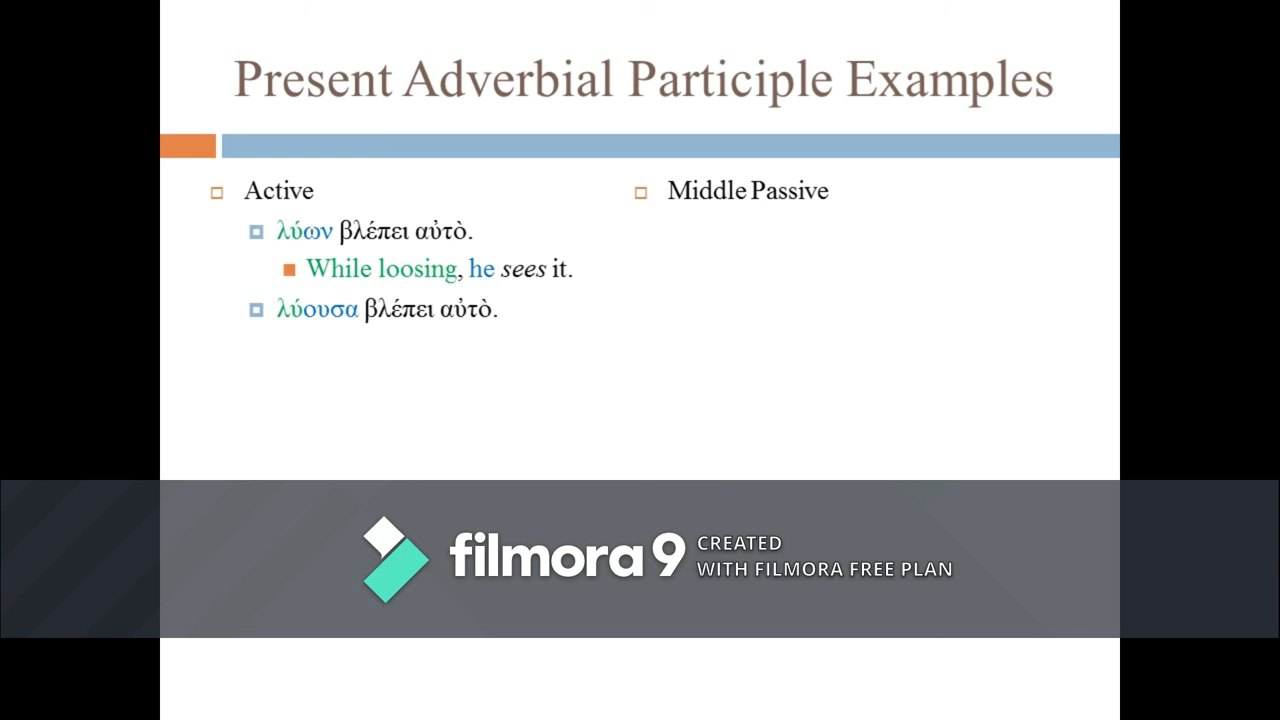 Present Adverbial Participle Examples
Active
λύων βλέπει αὐτὸ.
While loosing, he sees it.
λύουσα βλέπει αὐτὸ.
Middle Passive
filmora 9
CREATED
WITH FILMORA FREE PLAN